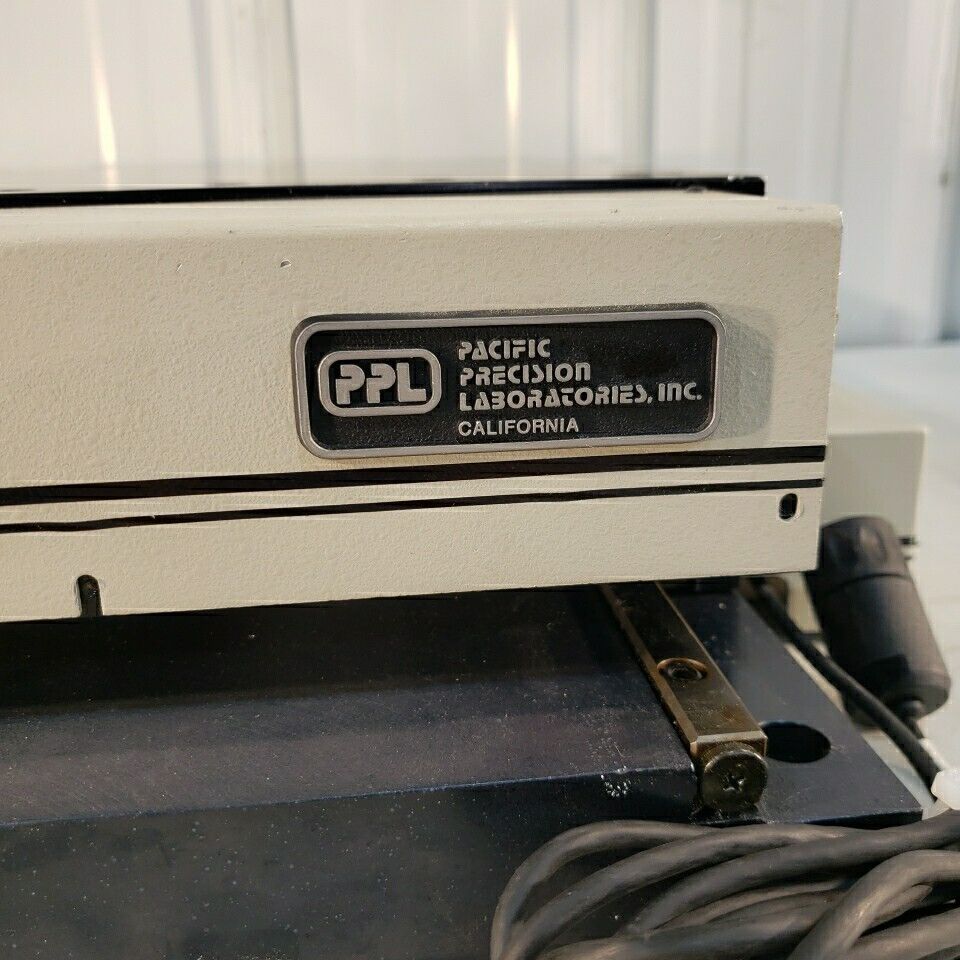 PPL
PACIFIC
PRECISION
LABORATORIES, INC.
CALIFORNIA